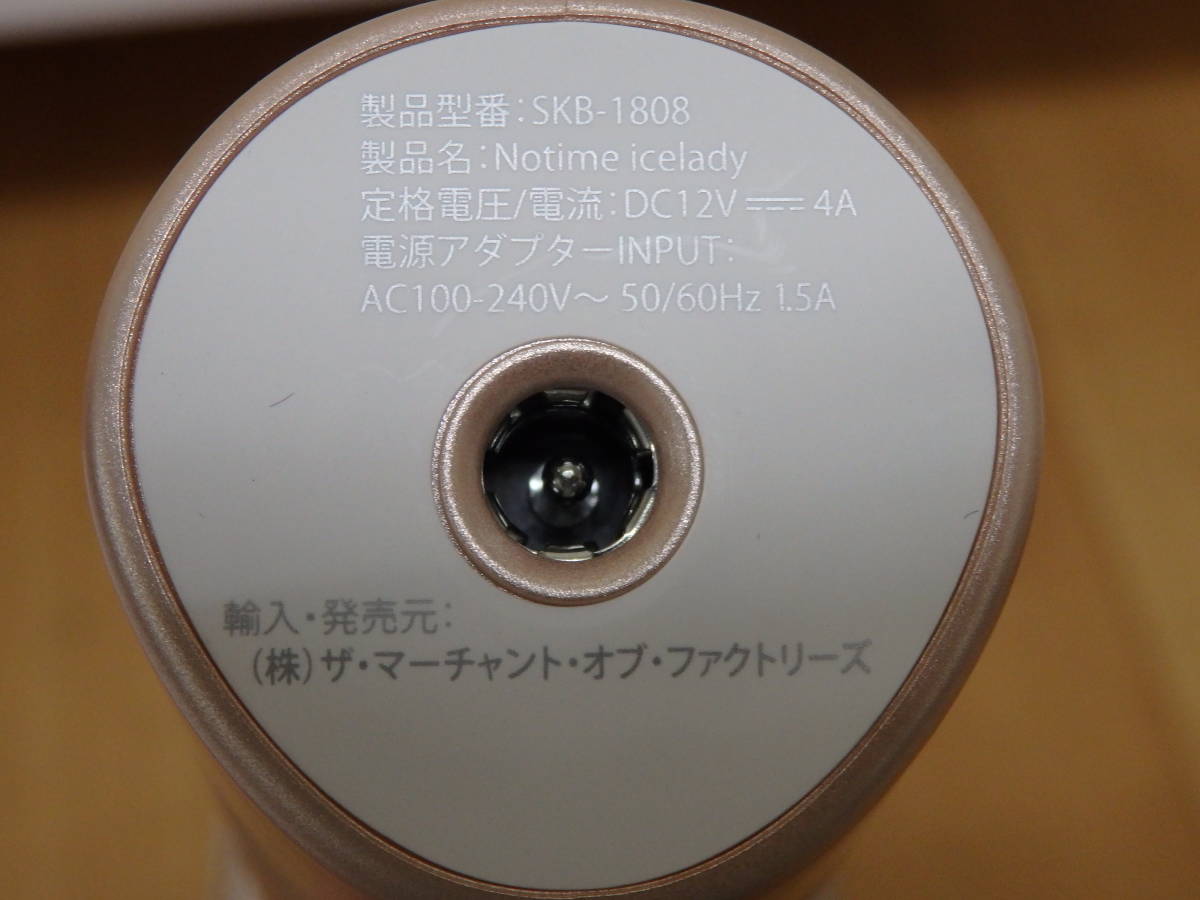 製品型番:SKB-1808
製品名:Notime icelady
定格電圧/電流:DC12V⎓4A
電源アダプターINPUT:
AC100-240V～ 50/60Hz 1.5A
輸入・発売元:
(株)ザ・マーチャント・オブ・ファクトリーズ